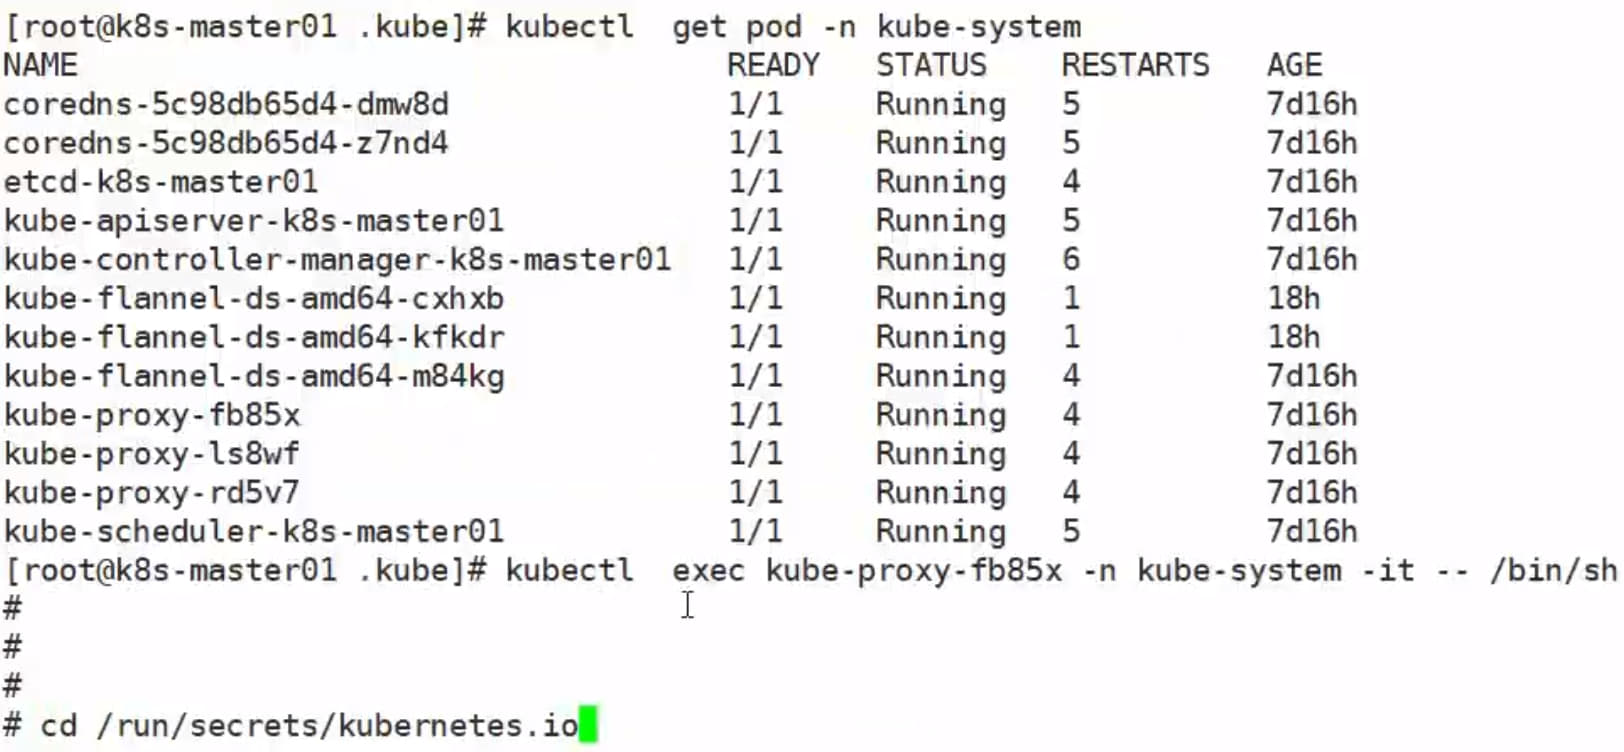 [root@k8s-master01 .kube]# kubectl  get pod -n kube-system
NAME                                   READY   STATUS    RESTARTS   AGE
coredns-5c98db65d4-dmw8d               1/1     Running   5          7d16h
coredns-5c98db65d4-z7nd4               1/1     Running   5          7d16h
etcd-k8s-master01                      1/1     Running   4          7d16h
kube-apiserver-k8s-master01            1/1     Running   5          7d16h
kube-controller-manager-k8s-master01   1/1     Running   6          7d16h
kube-flannel-ds-amd64-cxhxb            1/1     Running   1          18h
kube-flannel-ds-amd64-kfkdr            1/1     Running   1          18h
kube-flannel-ds-amd64-m84kg            1/1     Running   4          7d16h
kube-proxy-fb85x                       1/1     Running   4          7d16h
kube-proxy-ls8wf                       1/1     Running   4          7d16h
kube-proxy-rd5v7                       1/1     Running   4          7d16h
kube-scheduler-k8s-master01            1/1     Running   5          7d16h
[root@k8s-master01 .kube]# kubectl  exec kube-proxy-fb85x -n kube-system -it -- /bin/sh
#
#
#
# cd /run/secrets/kubernetes.io